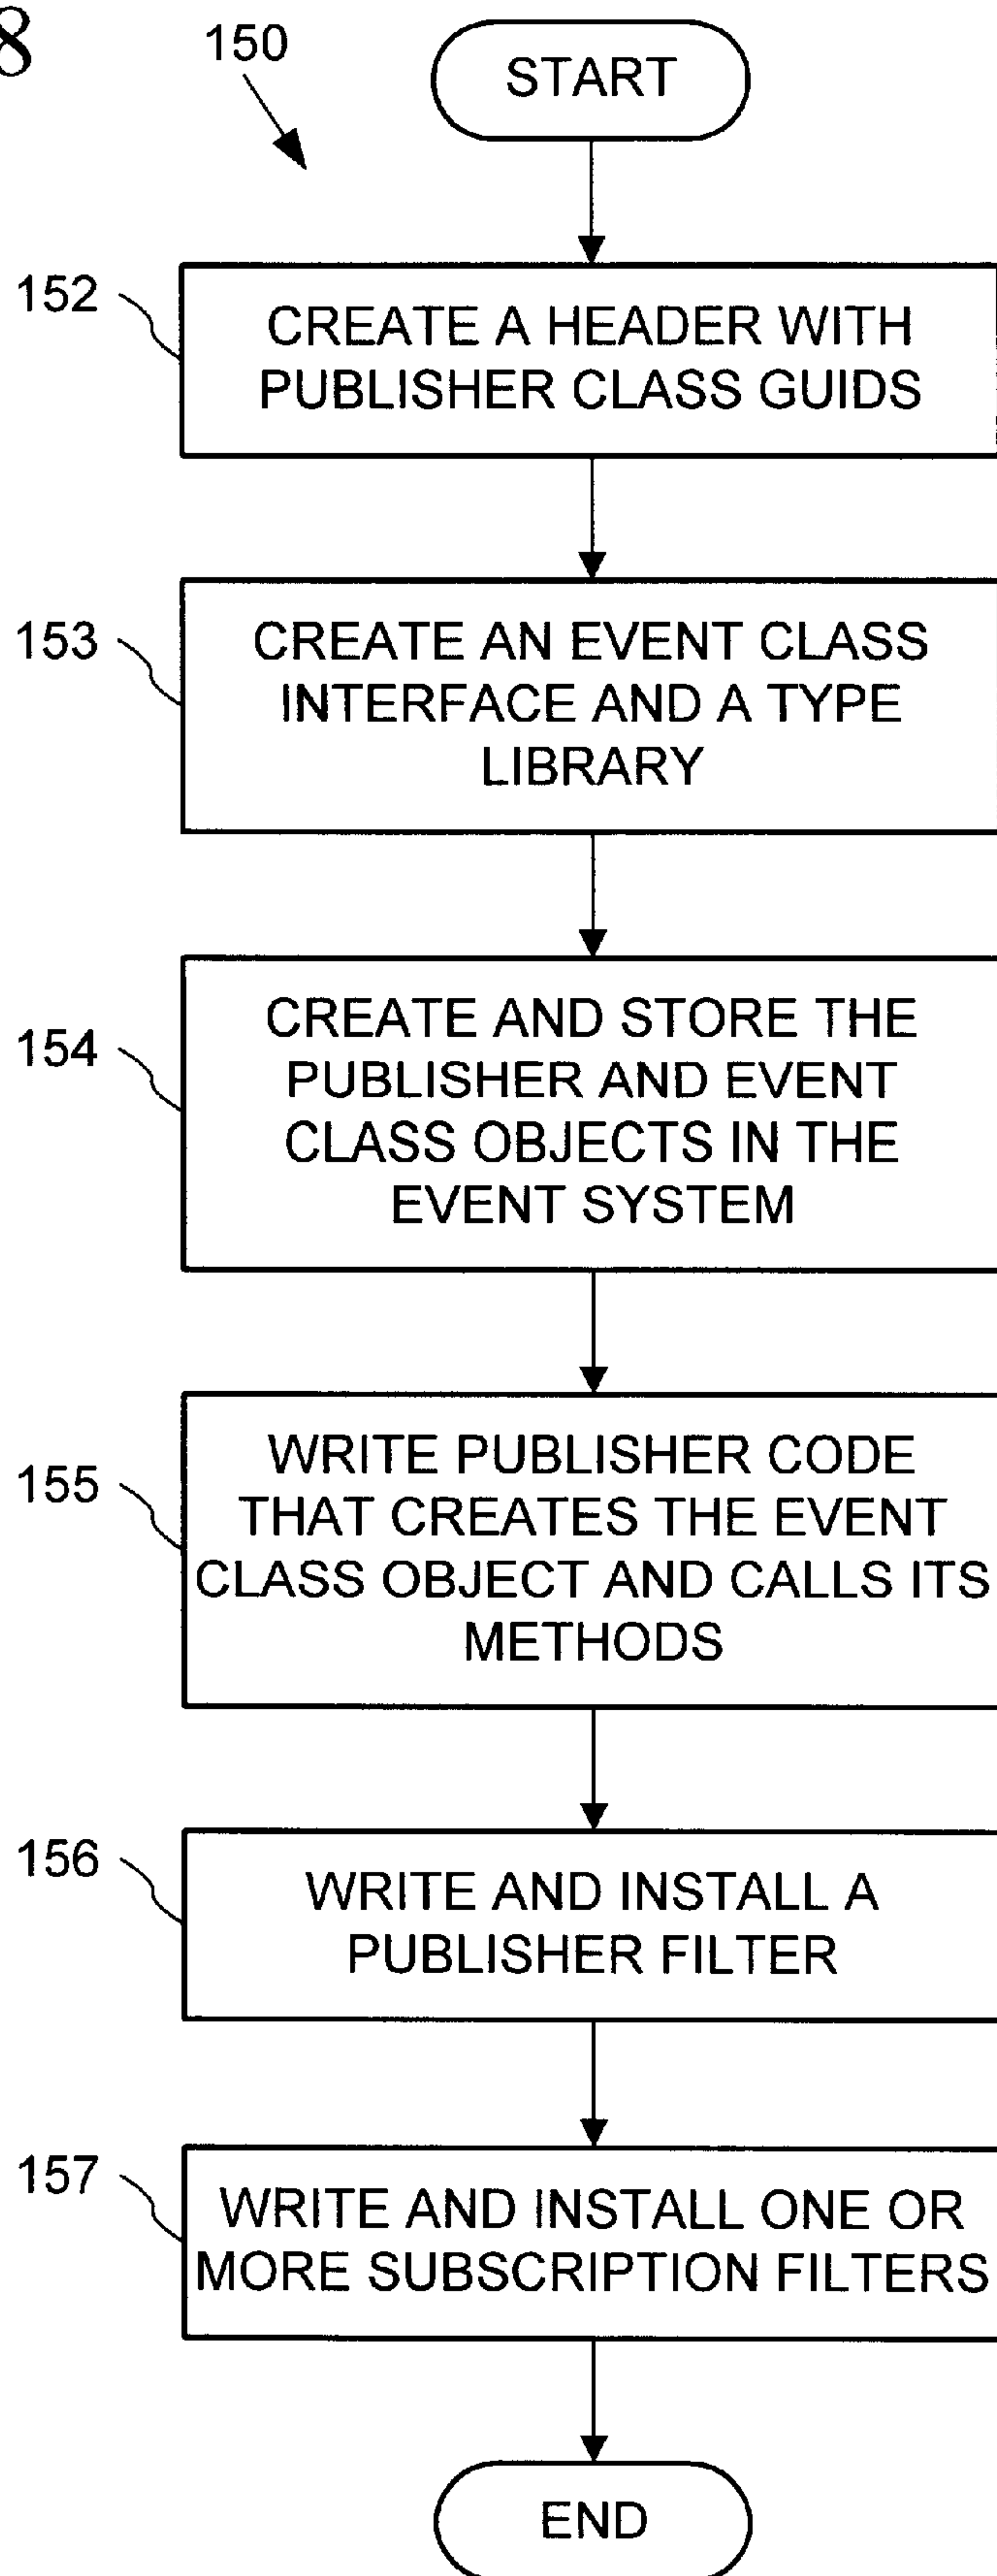 8
150
START
152
CREATE A HEADER WITH
PUBLISHER CLASS GUIDS
153
CREATE AN EVENT CLASS
INTERFACE AND A TYPE
LIBRARY
154
CREATE AND STORE THE
PUBLISHER AND EVENT
CLASS OBJECTS IN THE
EVENT SYSTEM
155
WRITE PUBLISHER CODE
THAT CREATES THE EVENT
CLASS OBJECT AND CALLS ITS
METHODS
156
WRITE AND INSTALL A
PUBLISHER FILTER
157
WRITE AND INSTALL ONE OR
MORE SUBSCRIPTION FILTERS
END